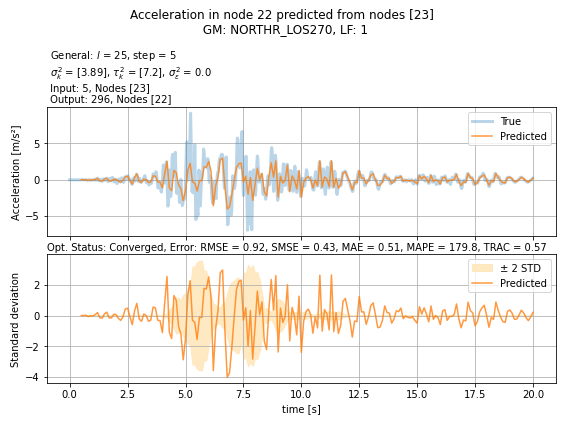 Acceleration in node 22 predicted from nodes [23]
GM: NORTHR_LOS270, LF: 1
General: l = 25, step = 5
σ²ₖ = [3.89], τ²ₖ = [7.2], σ²ε = 0.0
Input: 5, Nodes [23]
Output: 296, Nodes [22]
Acceleration [m/s²]
5
0
−5
True
Predicted
Opt. Status: Converged, Error: RMSE = 0.92, SMSE = 0.43, MAE = 0.51, MAPE = 179.8, TRAC = 0.57
Standard deviation
2
0
−2
−4
± 2 STD
Predicted
0.0 2.5 5.0 7.5 10.0 12.5 15.0 17.5 20.0
time [s]